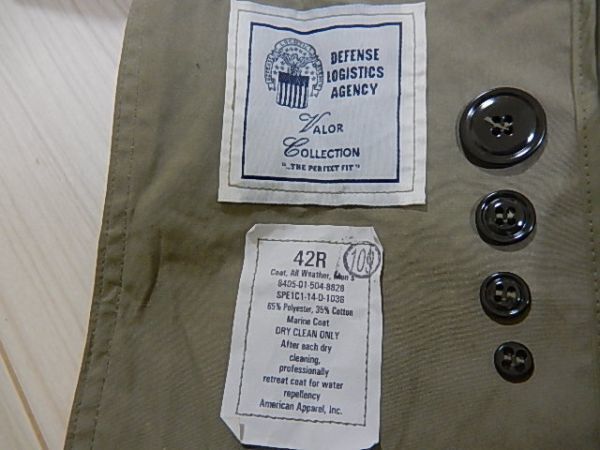 DEFENSE
LOGISTICS
AGENCY
VALOR
COLLECTION
"...THE PERFECT FIT"
42R
109
Coat, All Weather, Men's
8405-01-504-8828
SPE1C1-14-D-1038
65% Polyester, 35% Cotton
Marine Coat
DRY CLEAN ONLY
After each dry
cleaning,
professionally
retreat coat for water
repellency
American Apparel, Inc.